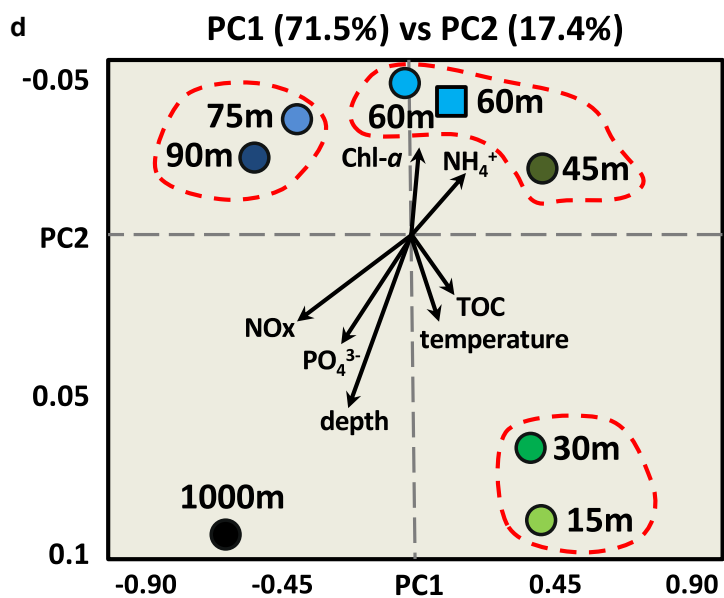 d
PC1 (71.5%) vs PC2 (17.4%)
-0.05
75m
60m
60m
90m
Chl-a
NH₄⁺
45m
PC2
NOx
TOC
temperature
PO₄³⁻
0.05
depth
30m
1000m
15m
0.1
-0.90 -0.45 PC1 0.45 0.90